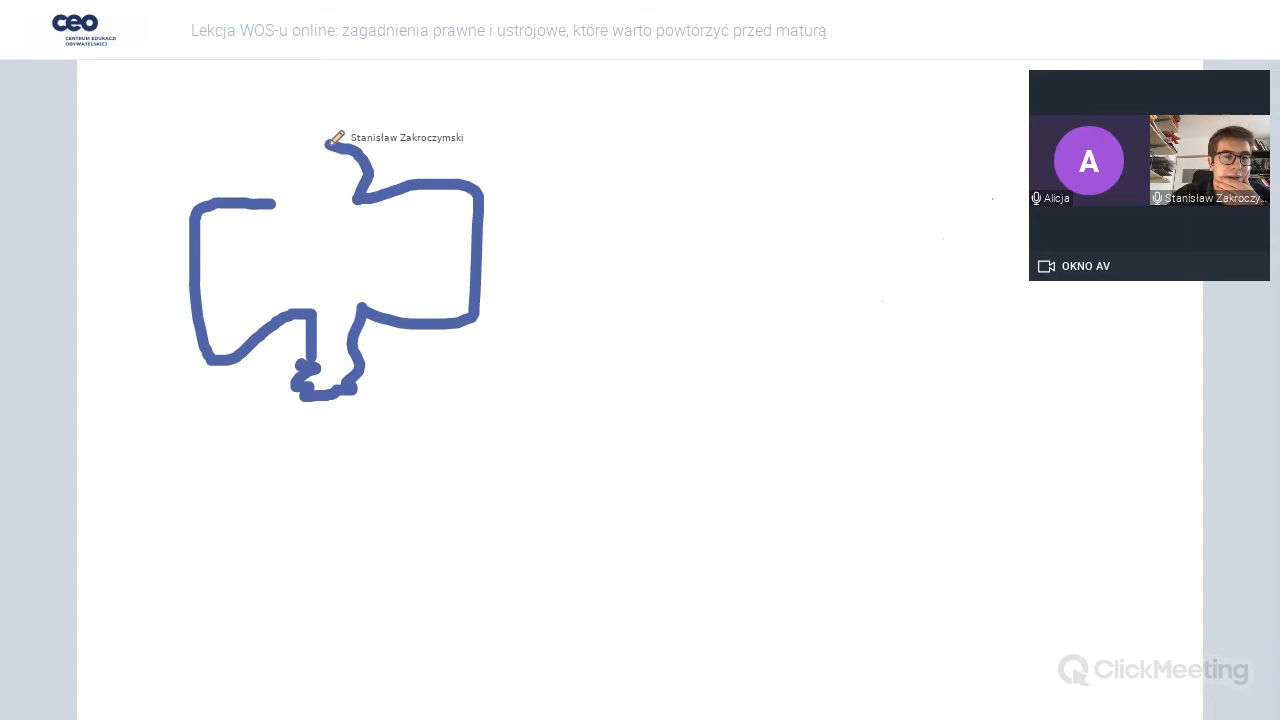 ceo
CENTRUM EDUKACJI
OBYWATELSKIEJ
Lekcja WOS-u online: zagadnienia prawne i ustrojowe, które warto powtórzyć przed maturą
Stanisław Zakroczymski
A
Alicja
Stanisław Zakroczy...
OKNO AV
ClickMeeting